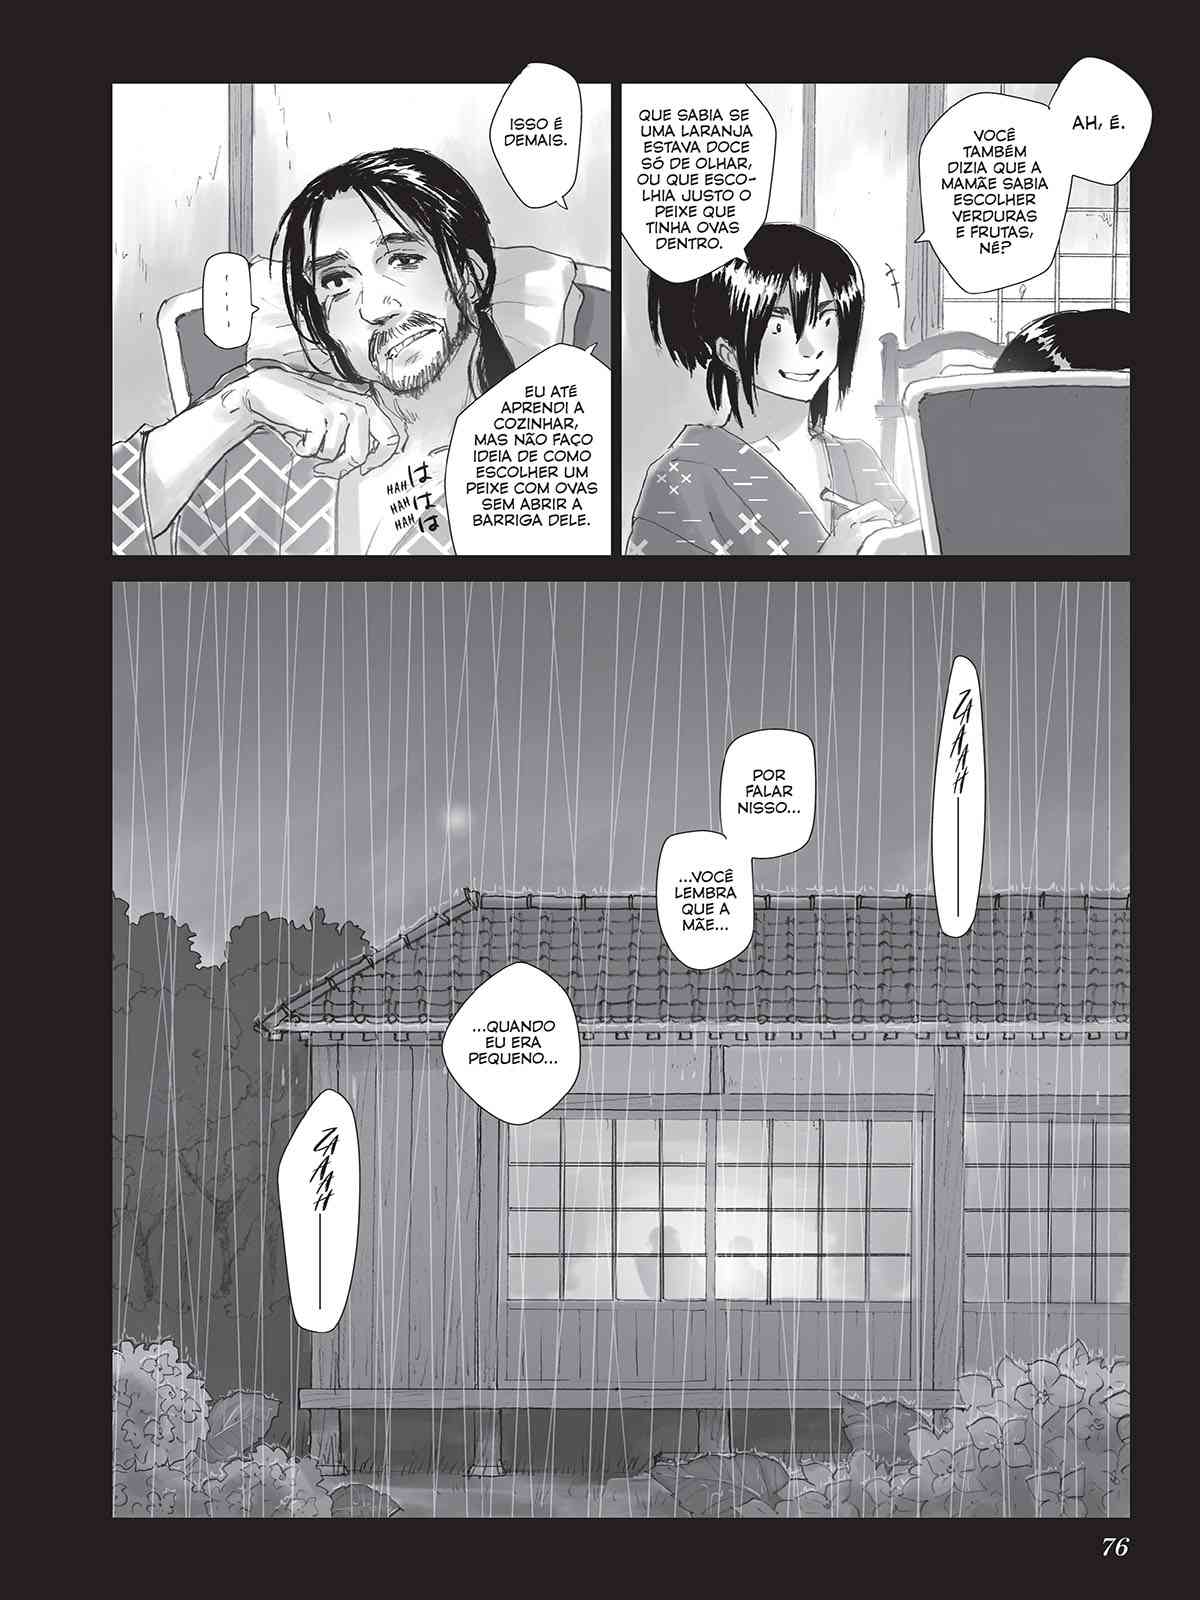 AH, É.
VOCÊ
TAMBÉM
DIZIA QUE A
MAMÃE SABIA
ESCOLHER
VERDURAS
E FRUTAS,
NÉ?
QUE SABIA SE
UMA LARANJA
ESTAVA DOCE
SÓ DE OLHAR,
OU QUE ESCO-
LHIA JUSTO O
PEIXE QUE
TINHA OVAS
DENTRO.
ISSO É
DEMAIS.
EU ATÉ
APRENDI A
COZINHAR,
MAS NÃO FAÇO
IDEIA DE COMO
ESCOLHER UM
PEIXE COM OVAS
SEM ABRIR A
BARRIGA DELE.
HAH は
HAH は
HAH は
ZAAAH
POR
FALAR
NISSO...
...VOCÊ
LEMBRA
QUE A
MÃE...
...QUANDO
EU ERA
PEQUENO...
ZAAAH
76